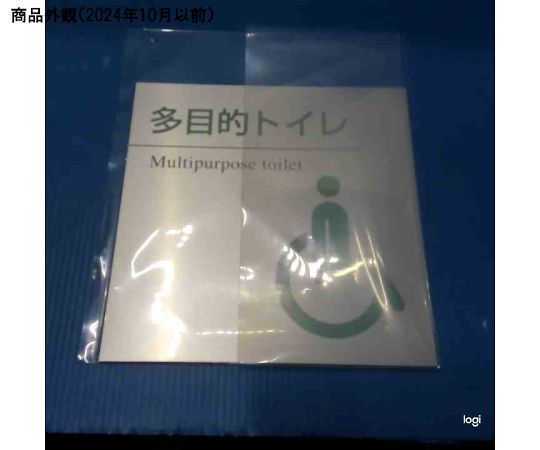 商品外観(2024年10月以前)
多目的トイレ
Multipurpose toilet
logi